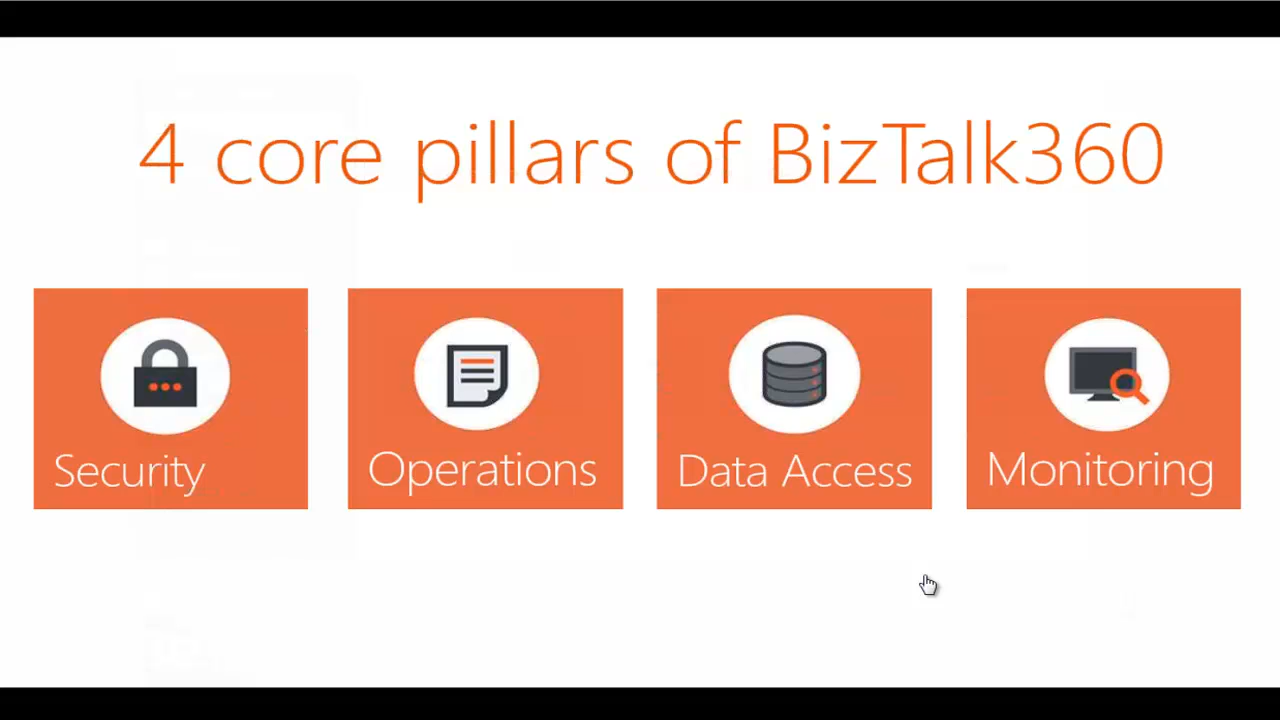 4 core pillars of BizTalk360
Security
Operations
Data Access
Monitoring